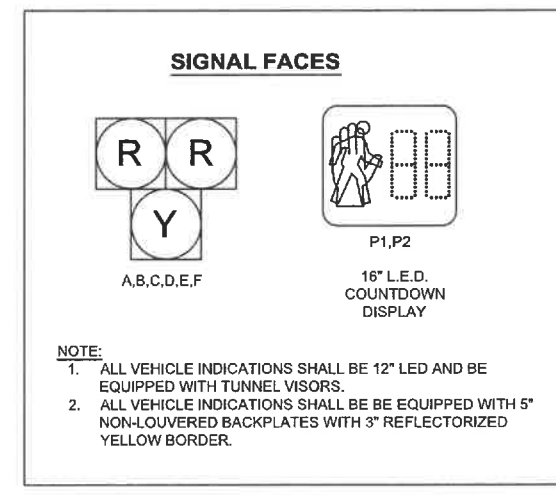 SIGNAL FACES
R R
Y
A,B,C,D,E,F
P1,P2
16" L.E.D.
COUNTDOWN
DISPLAY
NOTE:
1. ALL VEHICLE INDICATIONS SHALL BE 12" LED AND BE
EQUIPPED WITH TUNNEL VISORS.
2. ALL VEHICLE INDICATIONS SHALL BE BE EQUIPPED WITH 5"
NON-LOUVERED BACKPLATES WITH 3" REFLECTORIZED
YELLOW BORDER.